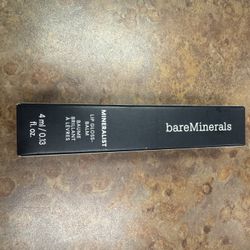 bareMinerals
MINERALIST
LIP GLOSS-
BALM
BAUME
BRILLANT
À LÈVRES
4 ml / 0.13
fl. oz.